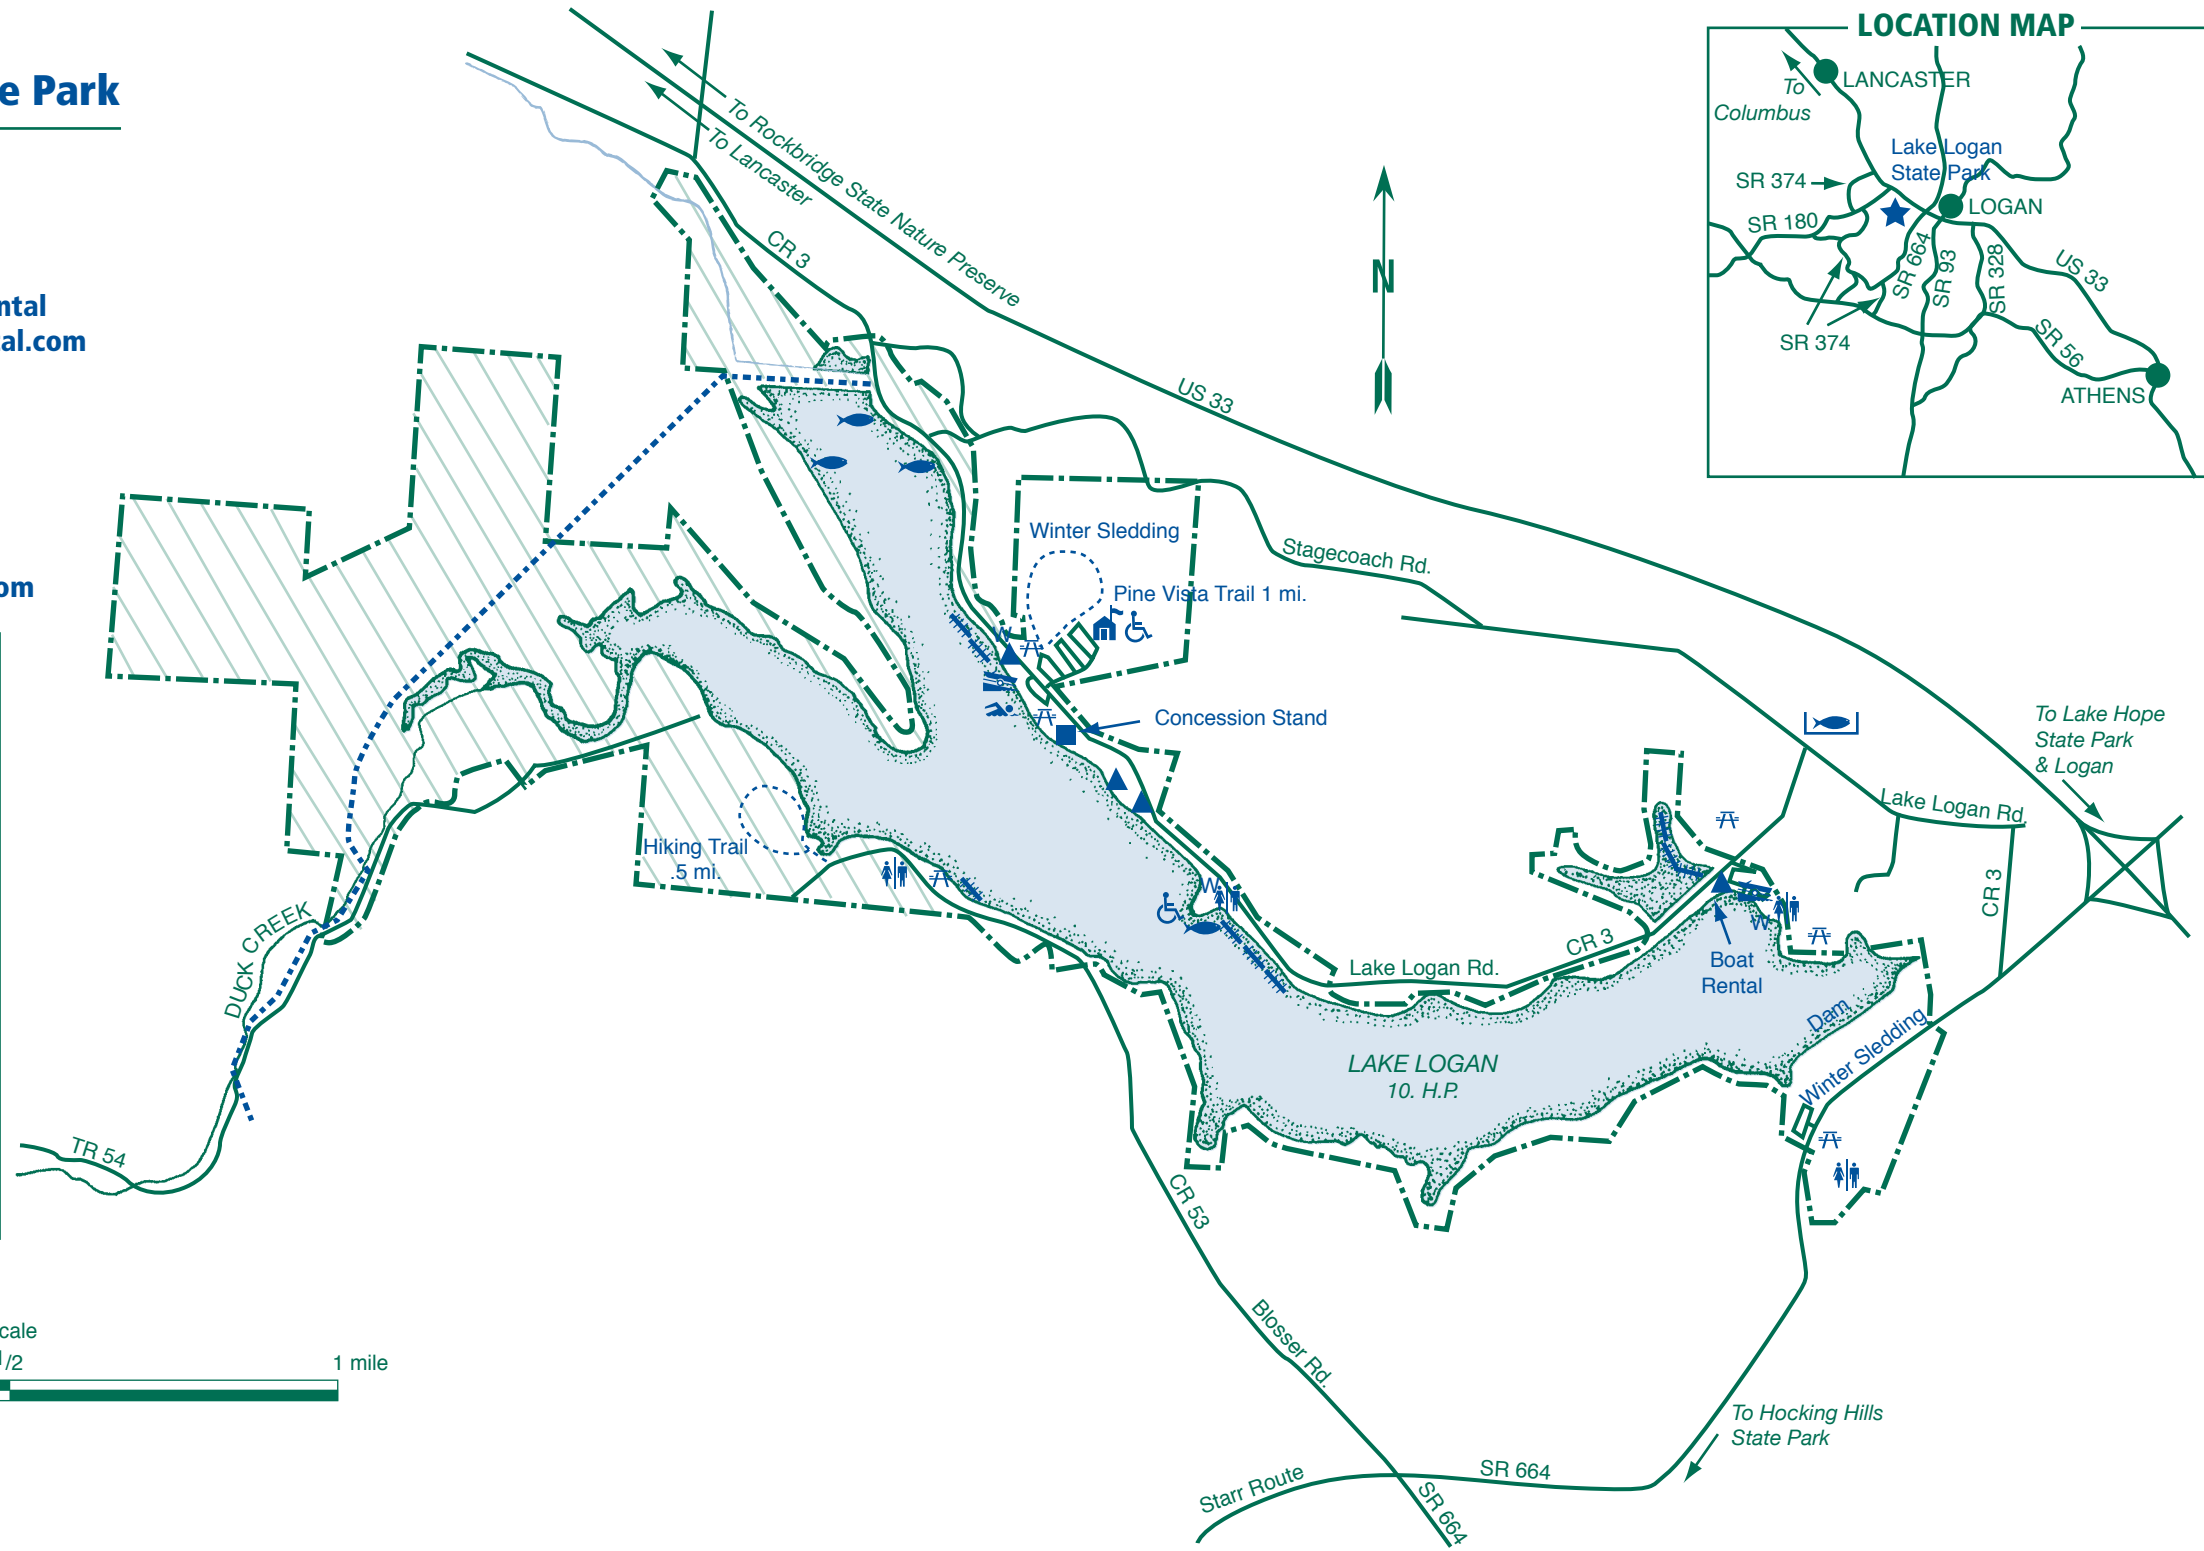 e Park
ntal
tal.com
om
cale
1/2
1 mile
LOCATION MAP
LANCASTER
To
Columbus
Lake Logan
State Park
SR 374
SR 180
LOGAN
SR 664
SR 93
SR 328
US 33
SR 374
SR 56
ATHENS
To Rockbridge State Nature Preserve
To Lancaster
CR 3
N
US 33
Winter Sledding
Stagecoach Rd.
Pine Vista Trail 1 mi.
W
Concession Stand
To Lake Hope
State Park
& Logan
Lake Logan Rd.
CR 3
Hiking Trail
.5 mi.
W
DUCK CREEK
W
CR 3
Lake Logan Rd.
Boat
Rental
Dam
Winter Sledding
LAKE LOGAN
10. H.P.
TR 54
CR 53
Blosser Rd.
To Hocking Hills
State Park
SR 664
Starr Route
SR 664